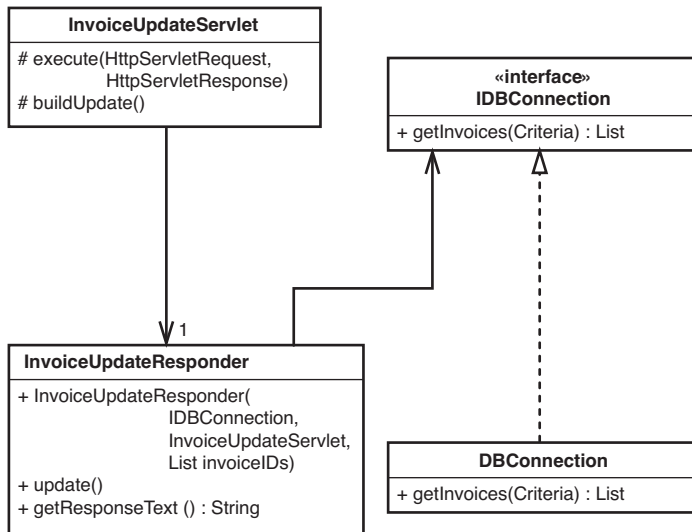 InvoiceUpdateServlet
# execute(HttpServletRequest,
HttpServletResponse)
# buildUpdate()
«interface»
IDBConnection
+ getInvoices(Criteria) : List
1
InvoiceUpdateResponder
+ InvoiceUpdateResponder(
IDBConnection,
InvoiceUpdateServlet,
List invoiceIDs)
+ update()
+ getResponseText () : String
DBConnection
+ getInvoices(Criteria) : List